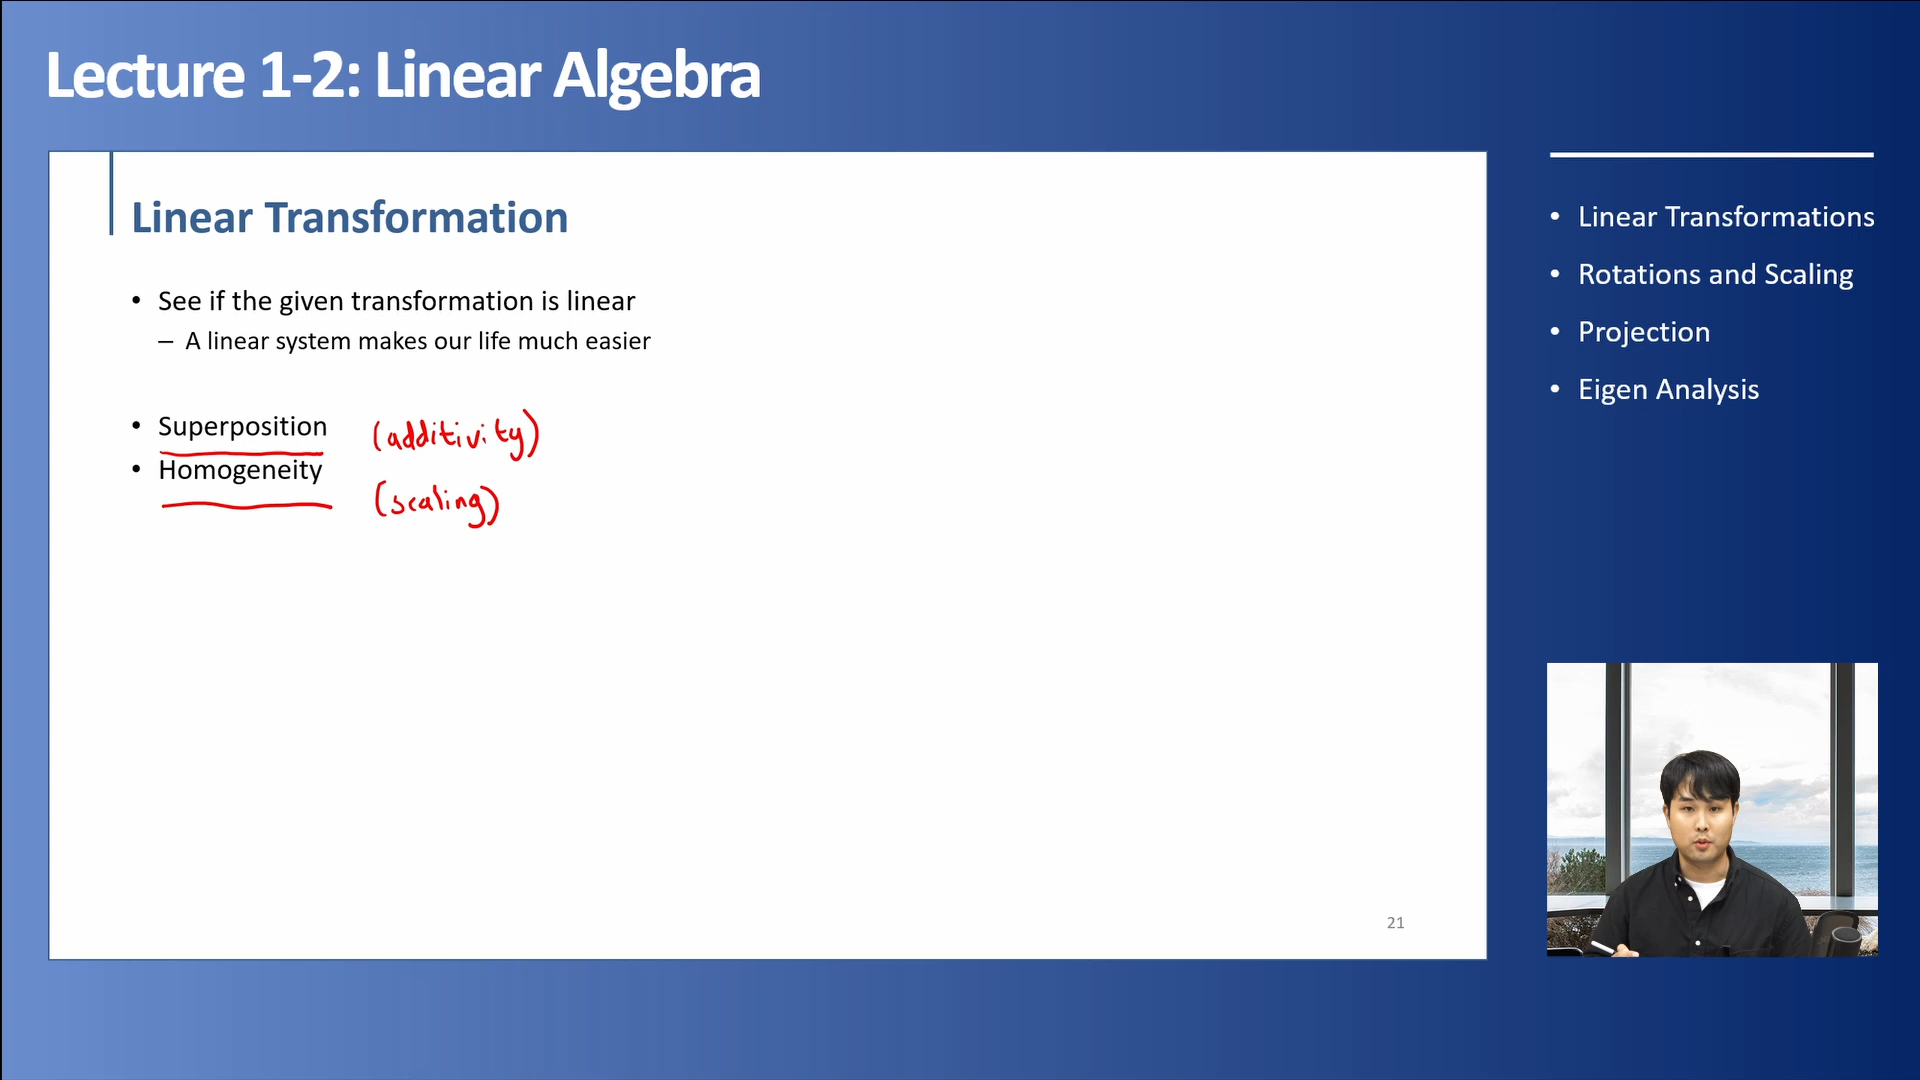 Lecture 1-2: Linear Algebra
Linear Transformation
• See if the given transformation is linear
– A linear system makes our life much easier
• Superposition (additivity)
• Homogeneity (scaling)
21
• Linear Transformations
• Rotations and Scaling
• Projection
• Eigen Analysis